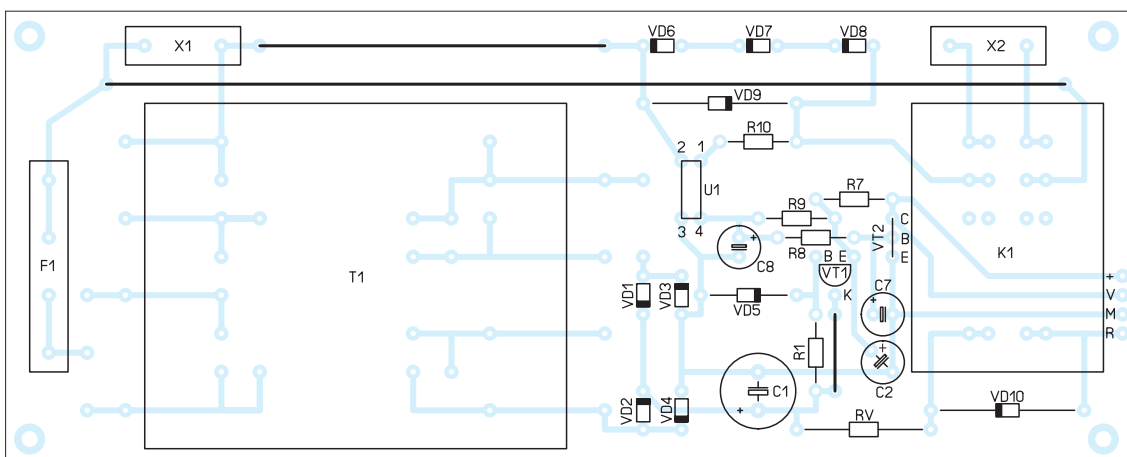 X1
VD6
VD7
VD8
X2
VD9
R10
2 1
U1
3 4
F1
T1
R7
R9
R8
C
B
E
VT2
K1
C8
B E
VT1
K
C7
+
V
M
R
VD1
VD3
VD5
R1
C2
C1
VD2
VD4
RV
VD10
+
+
+
+